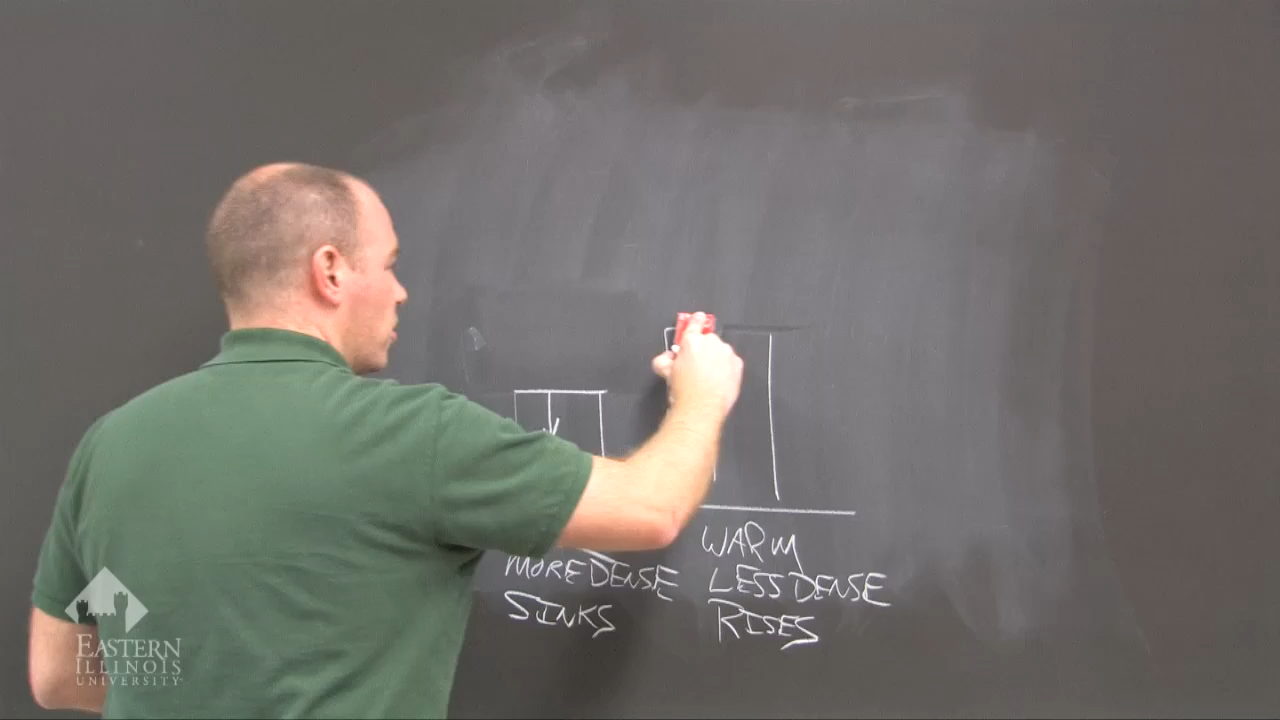 MORE DENSE
SINKS
WARM
LESS DENSE
RISES
EASTERN
ILLINOIS
UNIVERSITY